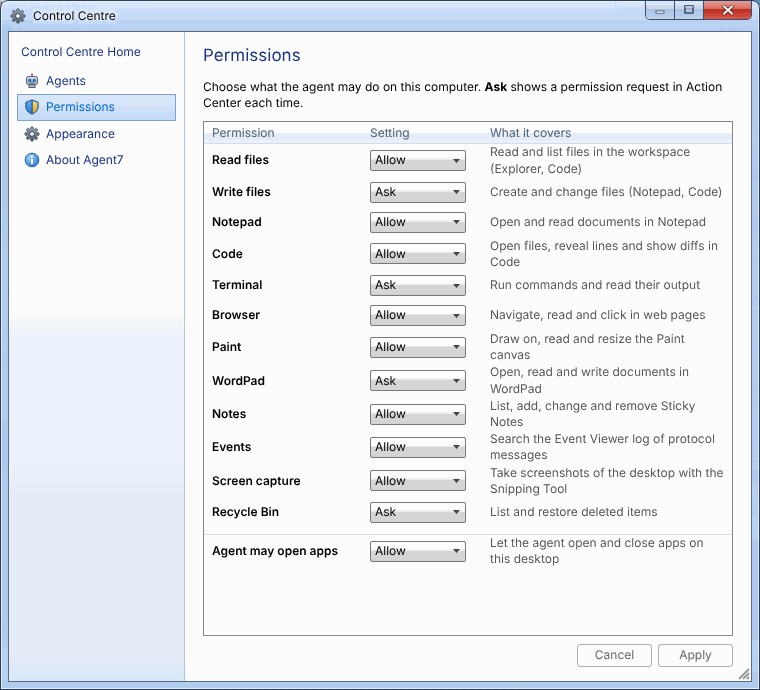 Control Centre
Control Centre Home
Agents
Permissions
Appearance
About Agent7
Permissions
Choose what the agent may do on this computer. Ask shows a permission request in Action
Center each time.
Permission Setting What it covers
Read files Allow Read and list files in the workspace
(Explorer, Code)
Write files Ask Create and change files (Notepad, Code)
Notepad Allow Open and read documents in Notepad
Code Allow Open files, reveal lines and show diffs in
Code
Terminal Ask Run commands and read their output
Browser Allow Navigate, read and click in web pages
Paint Allow Draw on, read and resize the Paint
canvas
WordPad Ask Open, read and write documents in
WordPad
Notes Allow List, add, change and remove Sticky
Notes
Events Allow Search the Event Viewer log of protocol
messages
Screen capture Allow Take screenshots of the desktop with the
Snipping Tool
Recycle Bin Ask List and restore deleted items
Agent may open apps Allow Let the agent open and close apps on
this desktop
Cancel Apply